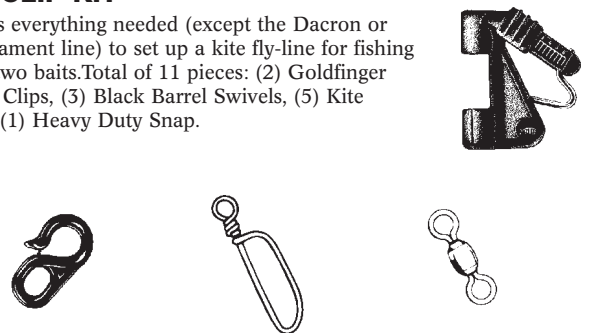 s everything needed (except the Dacron or
ament line) to set up a kite fly-line for fishing
wo baits.Total of 11 pieces: (2) Goldfinger
Clips, (3) Black Barrel Swivels, (5) Kite
(1) Heavy Duty Snap.